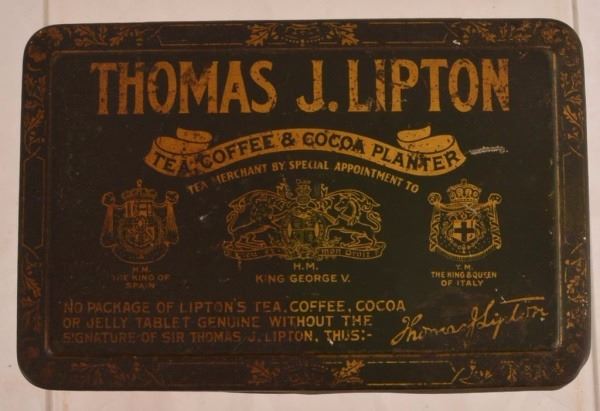 THOMAS J. LIPTON
TEA, COFFEE & COCOA PLANTER
TEA MERCHANT BY SPECIAL APPOINTMENT TO
H.M.
THE KING OF
SPAIN
H.M.
KING GEORGE V.
T.M.
THE KING & QUEEN
OF ITALY
NO PACKAGE OF LIPTON'S TEA, COFFEE, COCOA
OR JELLY TABLET GENUINE WITHOUT THE
SIGNATURE OF SIR THOMAS J. LIPTON, THUS:-
Thomas J Lipton